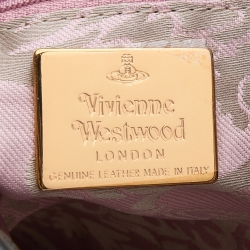 Vivienne
Westwood
LONDON
GENUINE LEATHER MADE IN ITALY